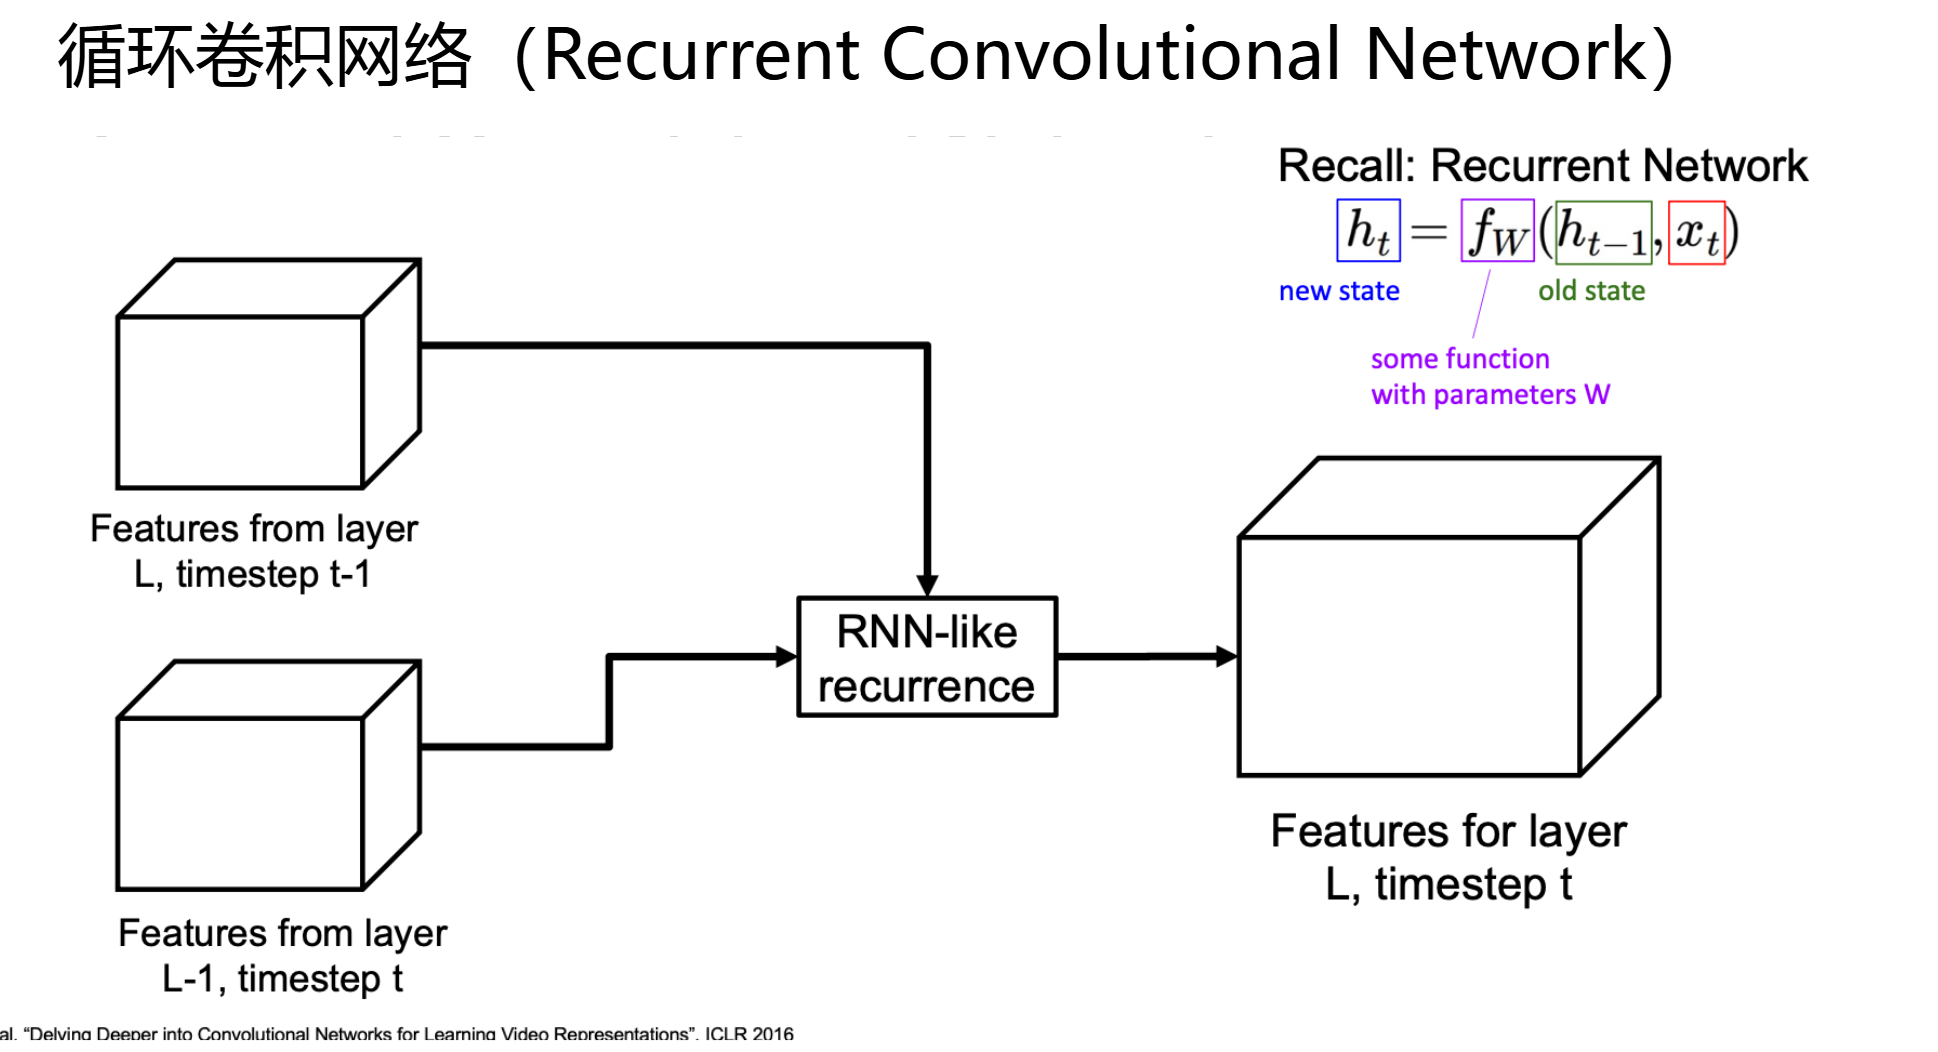 循环卷积网络（Recurrent Convolutional Network）
Recall: Recurrent Network
h_t = f_W(h_{t-1}, x_t)
new state
old state
some function
with parameters W
Features from layer
L, timestep t-1
RNN-like
recurrence
Features from layer
L-1, timestep t
Features for layer
L, timestep t
al, “Delving Deeper into Convolutional Networks for Learning Video Representations”, ICLR 2016